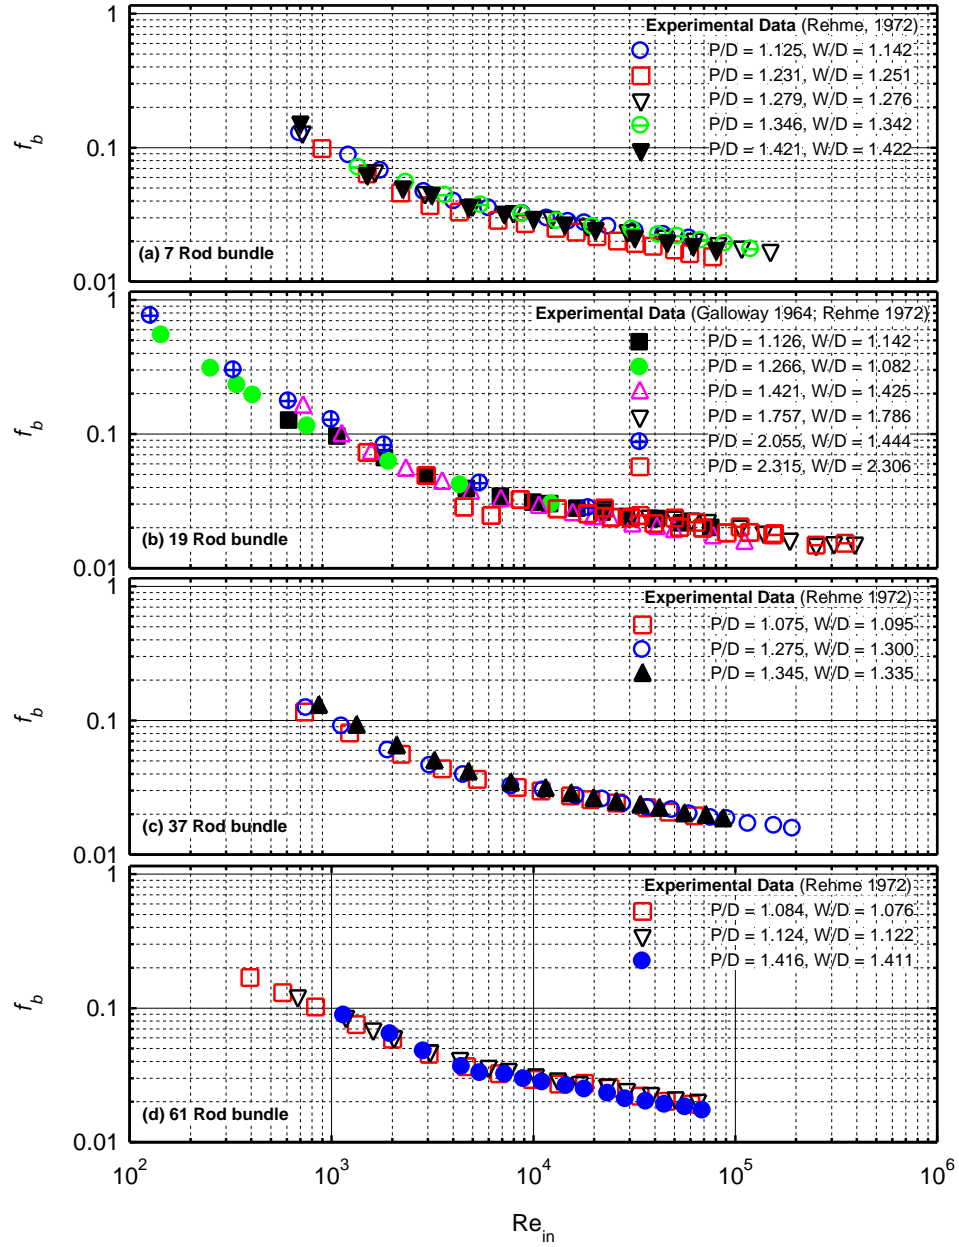 1
Experimental Data (Rehme, 1972)
P/D = 1.125, W/D = 1.142
P/D = 1.231, W/D = 1.251
P/D = 1.279, W/D = 1.276
P/D = 1.346, W/D = 1.342
P/D = 1.421, W/D = 1.422
f_b
0.1
(a) 7 Rod bundle
0.01
1
Experimental Data (Galloway 1964; Rehme 1972)
P/D = 1.126, W/D = 1.142
P/D = 1.266, W/D = 1.082
P/D = 1.421, W/D = 1.425
P/D = 1.757, W/D = 1.786
P/D = 2.055, W/D = 1.444
P/D = 2.315, W/D = 2.306
f_b
0.1
(b) 19 Rod bundle
0.01
1
Experimental Data (Rehme 1972)
P/D = 1.075, W/D = 1.095
P/D = 1.275, W/D = 1.300
P/D = 1.345, W/D = 1.335
f_b
0.1
(c) 37 Rod bundle
0.01
1
Experimental Data (Rehme 1972)
P/D = 1.084, W/D = 1.076
P/D = 1.124, W/D = 1.122
P/D = 1.416, W/D = 1.411
f_b
0.1
(d) 61 Rod bundle
0.01
10^2 10^3 10^4 10^5 10^6
Re_in